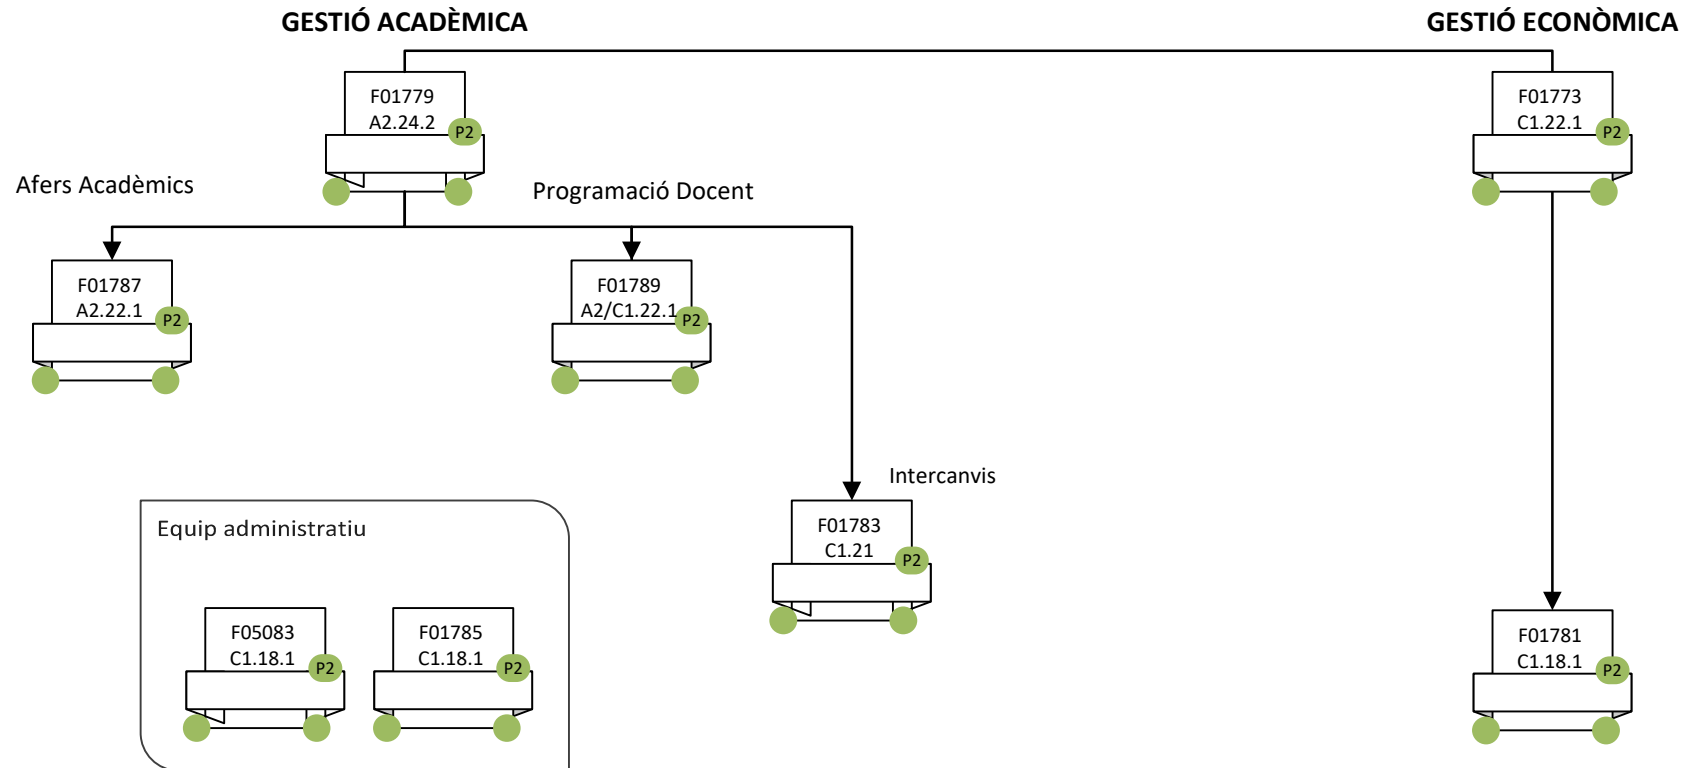 GESTIÓ ACADÈMICA
GESTIÓ ECONÒMICA
F01779
A2.24.2
P2
F01773
C1.22.1
P2
Afers Acadèmics
Programació Docent
F01787
A2.22.1
P2
F01789
A2/C1.22.1
P2
Intercanvis
F01783
C1.21
P2
Equip administratiu
F05083
C1.18.1
P2
F01785
C1.18.1
P2
F01781
C1.18.1
P2